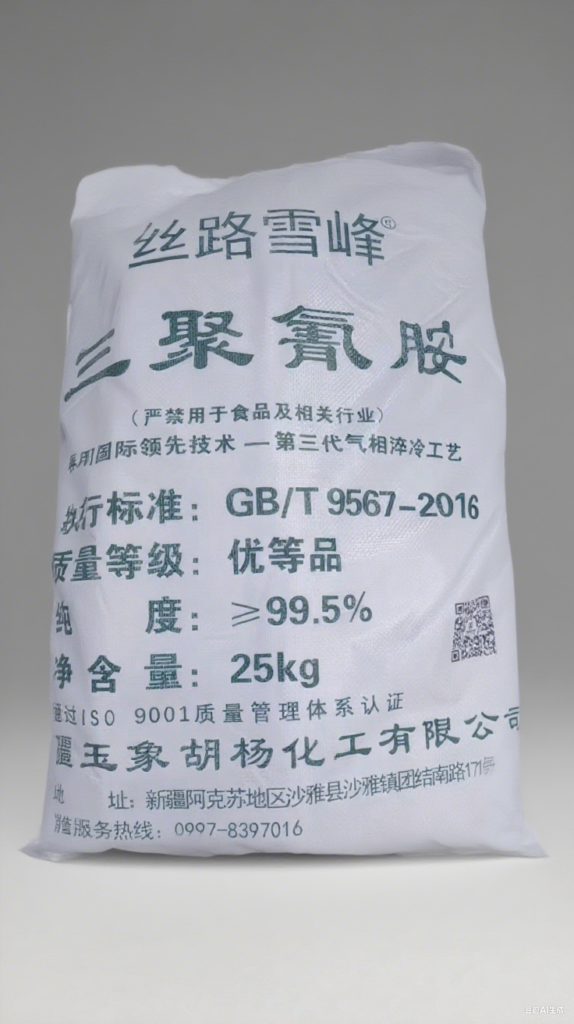 丝路雪峰®
三聚氰胺
（严禁用于食品及相关行业）
用国际领先技术一第三代气相淬冷工艺
执行标准：GB/T 9567-2016
质量等级：优等品
纯 度：≥99.5%
净含量：25kg
通过ISO 9001质量管理体系认证
疆玉象胡杨化工有限公司
地 址：新疆阿克苏地区沙雅县沙雅镇团结南路171号
服务热线：0997-8397016